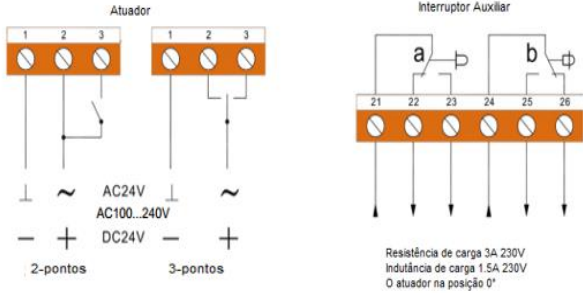 Atuador
1 2 3
1 2 3
AC24V
AC100...240V
DC24V
2-pontos
3-pontos
Interruptor Auxiliar
a
b
21 22 23 24 25 26
Resistência de carga 3A 230V
Indutância de carga 1.5A 230V
O atuador na posição 0°